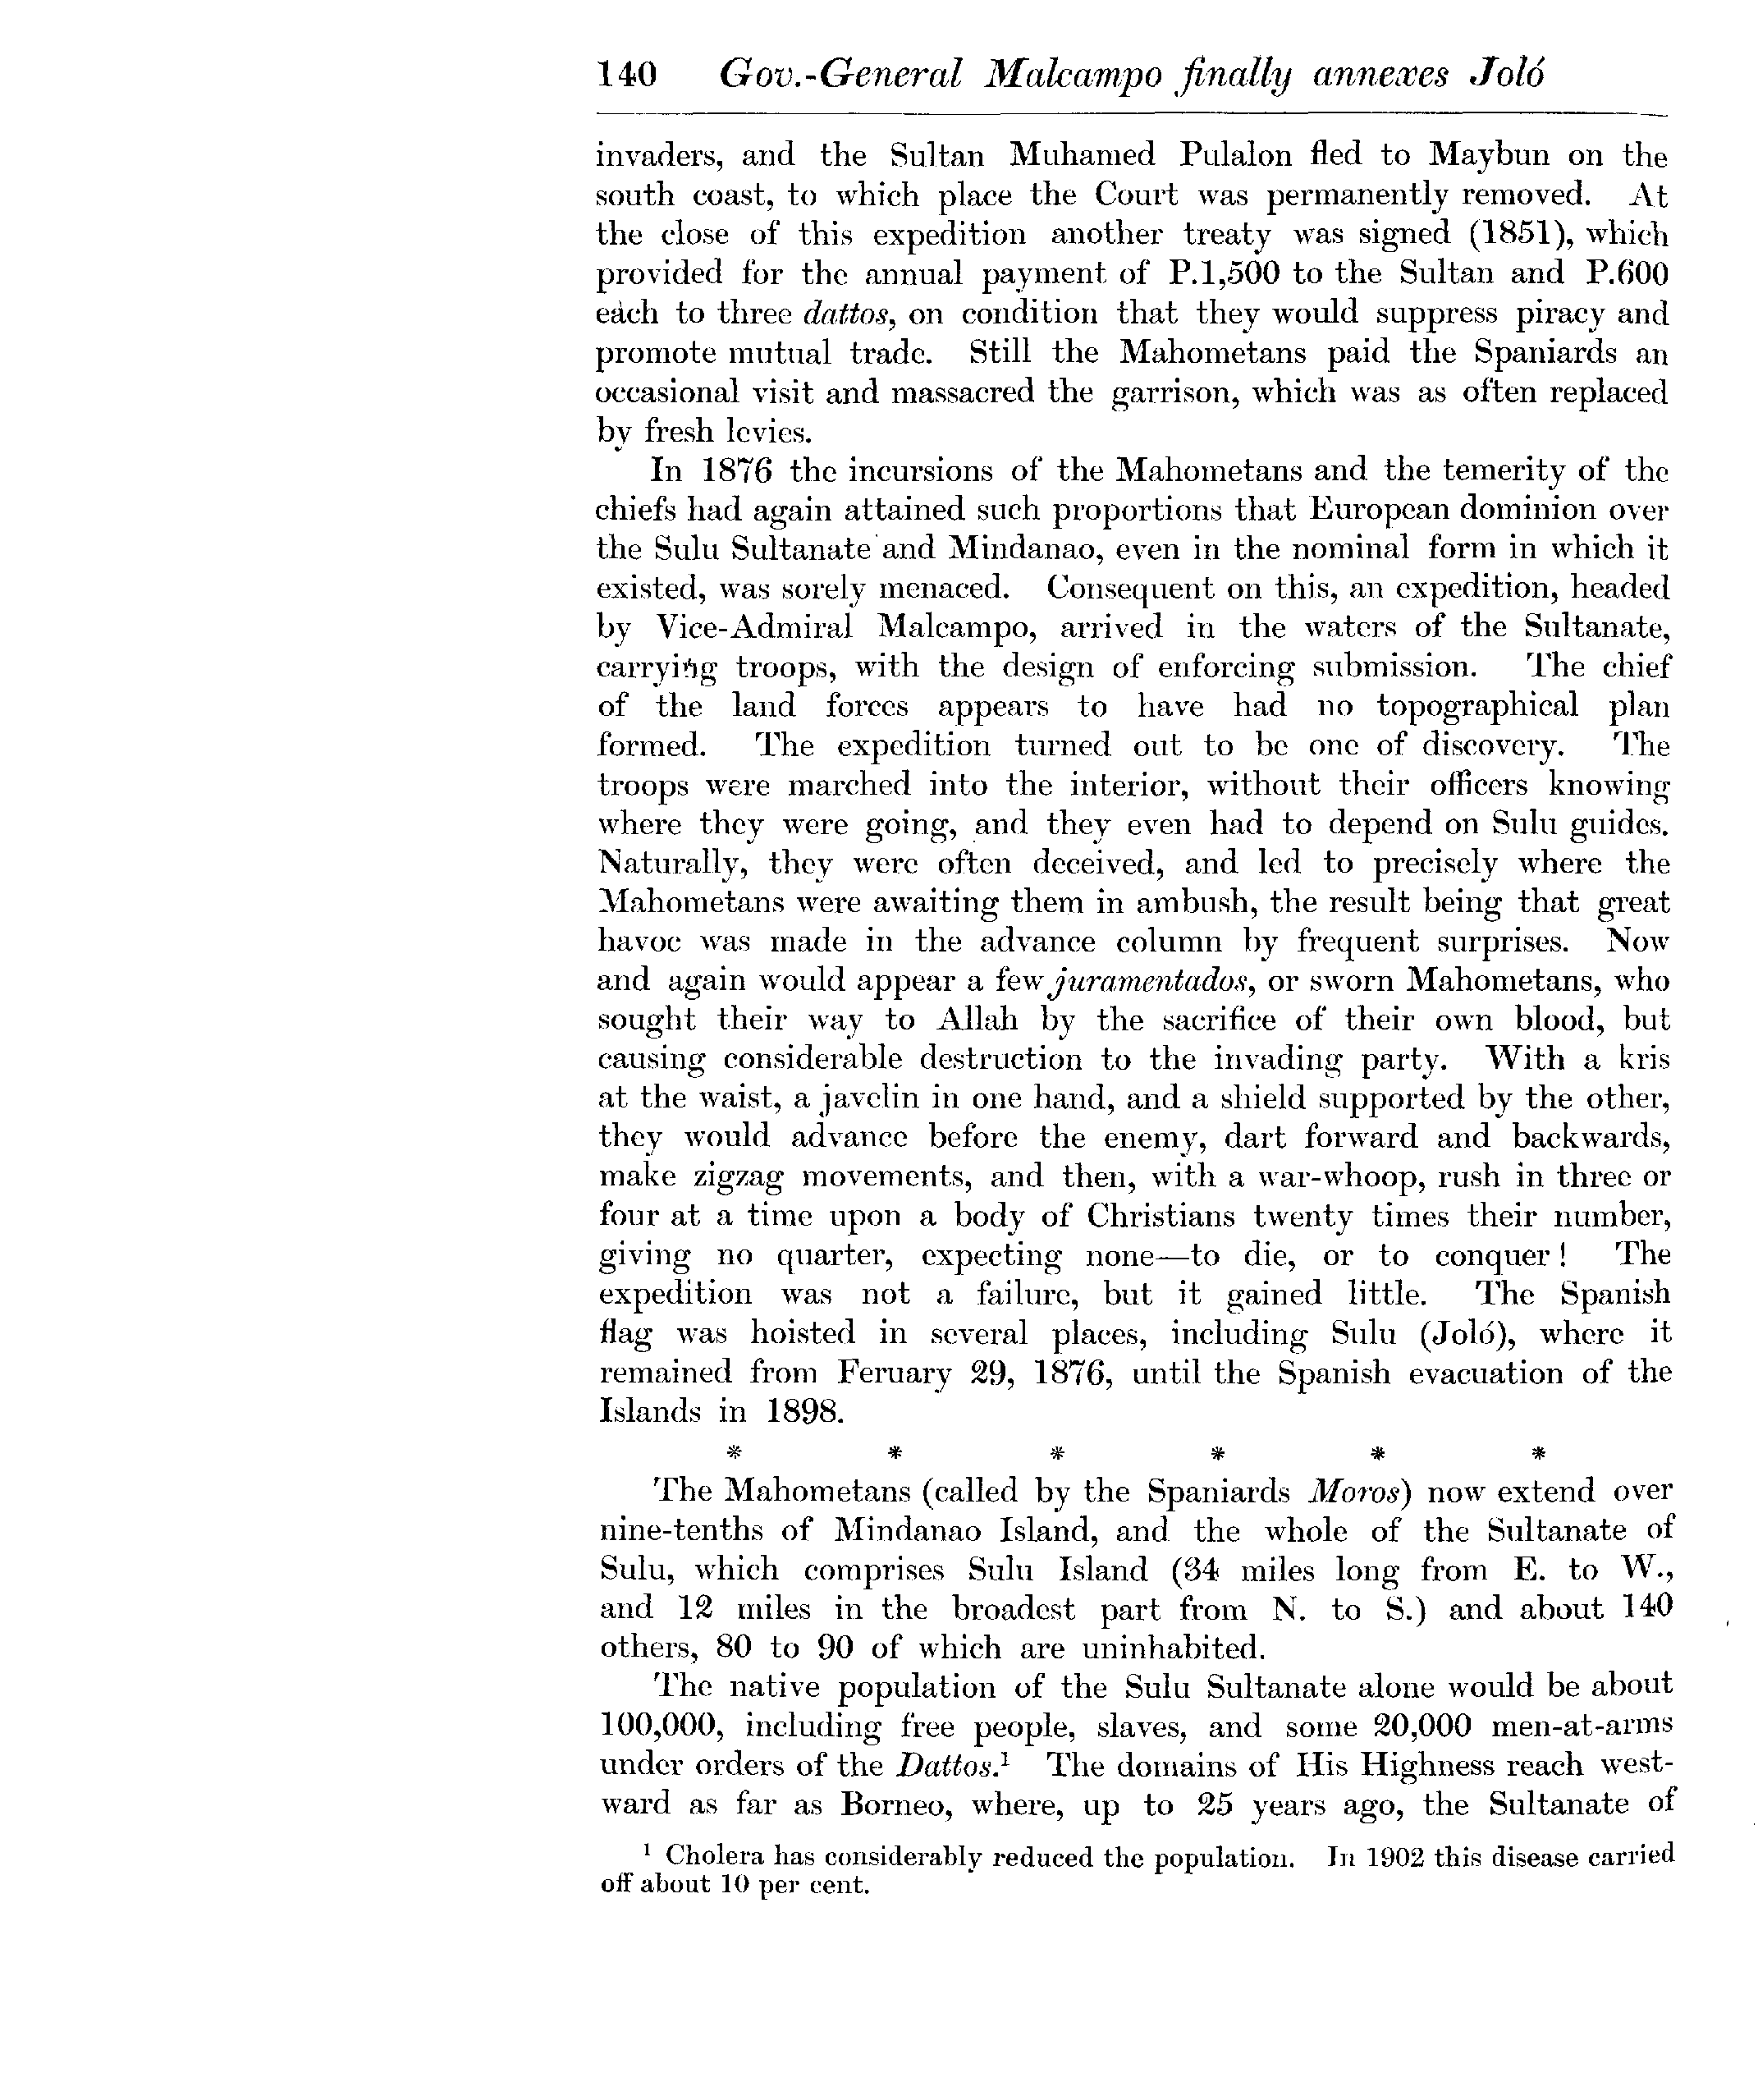 140 Gov.-General Malcampo finally annexes Joló
invaders, and the Sultan Muhamed Pulalon fled to Maybun on the
south coast, to which place the Court was permanently removed. At
the close of this expedition another treaty was signed (1851), which
provided for the annual payment of P.1,500 to the Sultan and P.600
each to three dattos, on condition that they would suppress piracy and
promote mutual trade. Still the Mahometans paid the Spaniards an
occasional visit and massacred the garrison, which was as often replaced
by fresh levies.
In 1876 the incursions of the Mahometans and the temerity of the
chiefs had again attained such proportions that European dominion over
the Sulu Sultanate and Mindanao, even in the nominal form in which it
existed, was sorely menaced. Consequent on this, an expedition, headed
by Vice-Admiral Malcampo, arrived in the waters of the Sultanate,
carrying troops, with the design of enforcing submission. The chief
of the land forces appears to have had no topographical plan
formed. The expedition turned out to be one of discovery. The
troops were marched into the interior, without their officers knowing
where they were going, and they even had to depend on Sulu guides.
Naturally, they were often deceived, and led to precisely where the
Mahometans were awaiting them in ambush, the result being that great
havoc was made in the advance column by frequent surprises. Now
and again would appear a few juramentados, or sworn Mahometans, who
sought their way to Allah by the sacrifice of their own blood, but
causing considerable destruction to the invading party. With a kris
at the waist, a javelin in one hand, and a shield supported by the other,
they would advance before the enemy, dart forward and backwards,
make zigzag movements, and then, with a war-whoop, rush in three or
four at a time upon a body of Christians twenty times their number,
giving no quarter, expecting none—to die, or to conquer! The
expedition was not a failure, but it gained little. The Spanish
flag was hoisted in several places, including Sulu (Joló), where it
remained from Feruary 29, 1876, until the Spanish evacuation of the
Islands in 1898.
* * * * * *
The Mahometans (called by the Spaniards Moros) now extend over
nine-tenths of Mindanao Island, and the whole of the Sultanate of
Sulu, which comprises Sulu Island (34 miles long from E. to W.,
and 12 miles in the broadest part from N. to S.) and about 140
others, 80 to 90 of which are uninhabited.
The native population of the Sulu Sultanate alone would be about
100,000, including free people, slaves, and some 20,000 men-at-arms
under orders of the Dattos.¹ The domains of His Highness reach west-
ward as far as Borneo, where, up to 25 years ago, the Sultanate of
¹ Cholera has considerably reduced the population. In 1902 this disease carried
off about 10 per cent.